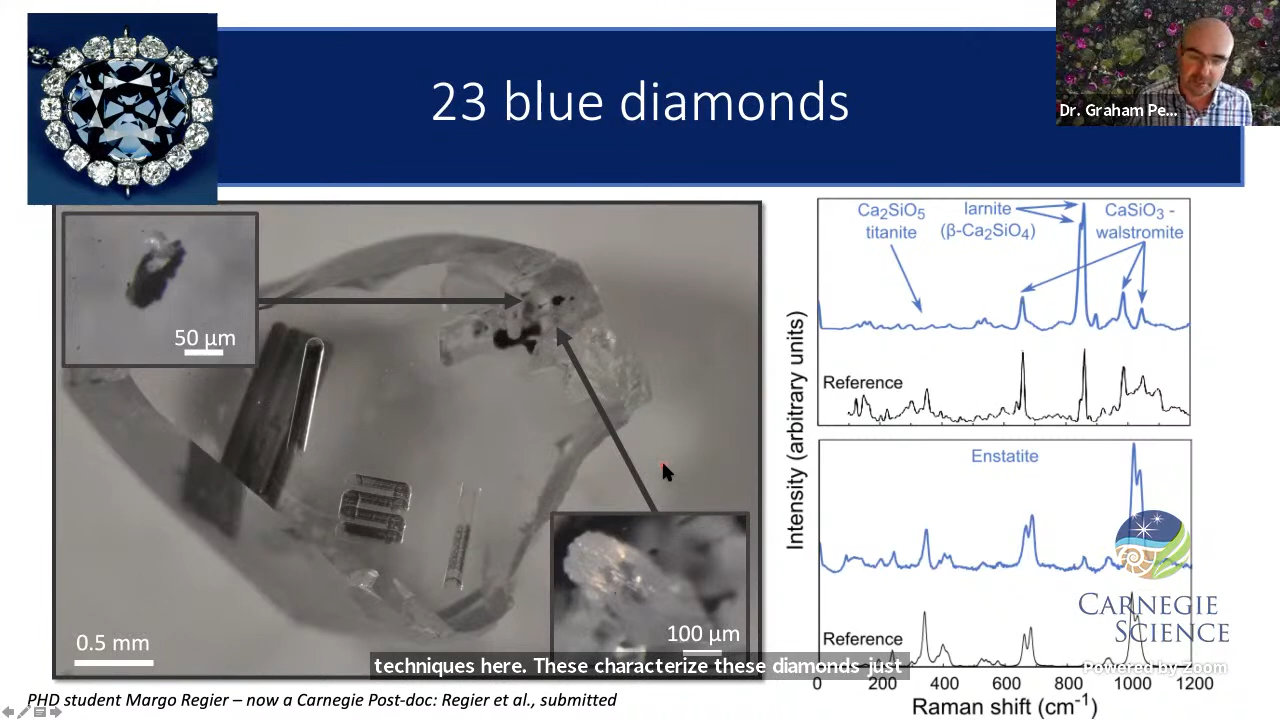 23 blue diamonds
Dr. Graham Pe...
50 µm
0.5 mm
100 µm
Ca₂SiO₅
titanite
larnite
(β-Ca₂SiO₄)
CaSiO₃ -
walstromite
Reference
Enstatite
Reference
Intensity (arbitrary units)
0 200 400 600 800 1000 1200
Raman shift (cm⁻¹)
CARNEGIE
SCIENCE
Powered by Zoom
techniques here. These characterize these diamonds just
PHD student Margo Regier – now a Carnegie Post-doc: Regier et al., submitted